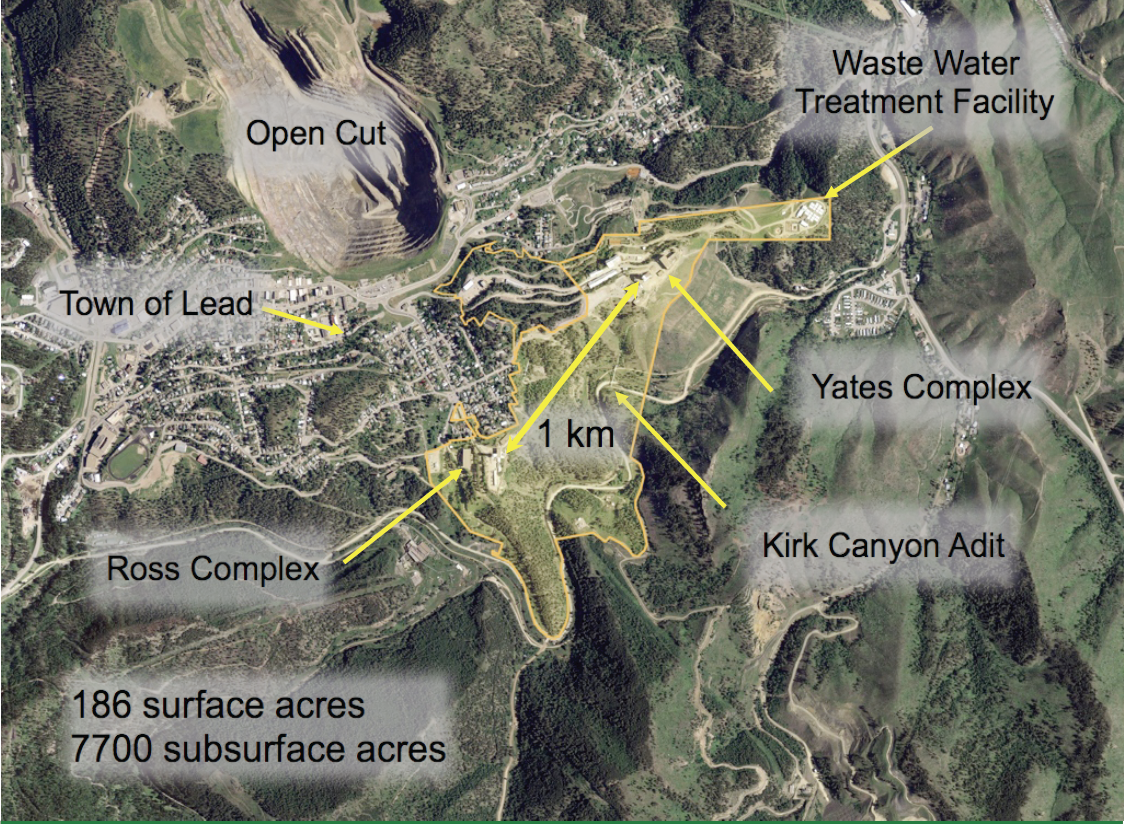 Waste Water
Treatment Facility
Open Cut
Town of Lead
Yates Complex
1 km
Kirk Canyon Adit
Ross Complex
186 surface acres
7700 subsurface acres